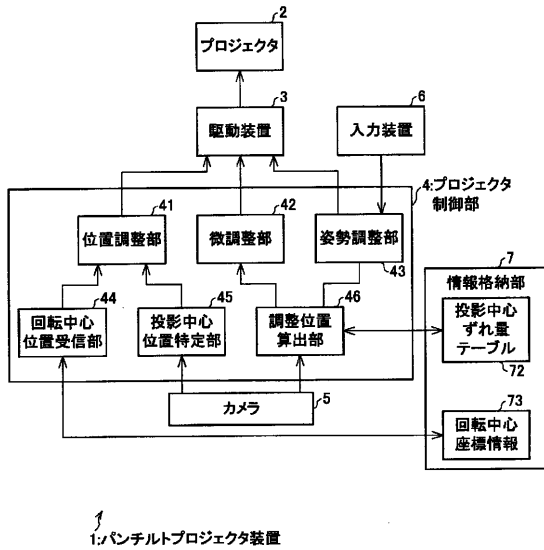 2
プロジェクタ
3
駆動装置
6
入力装置
4:プロジェクタ
制御部
41
位置調整部
42
微調整部
姿勢調整部
43
7
情報格納部
44
回転中心
位置受信部
45
投影中心
位置特定部
46
調整位置
算出部
投影中心
ずれ量
テーブル
72
カメラ
5
73
回転中心
座標情報
1:パンチルトプロジェクタ装置